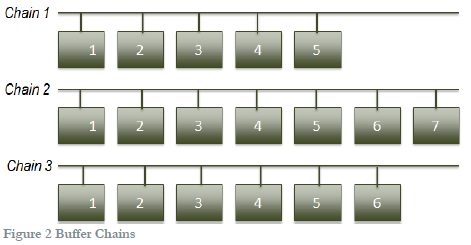 Chain 1
1 2 3 4 5
Chain 2
1 2 3 4 5 6 7
Chain 3
1 2 3 4 5 6
Figure 2 Buffer Chains